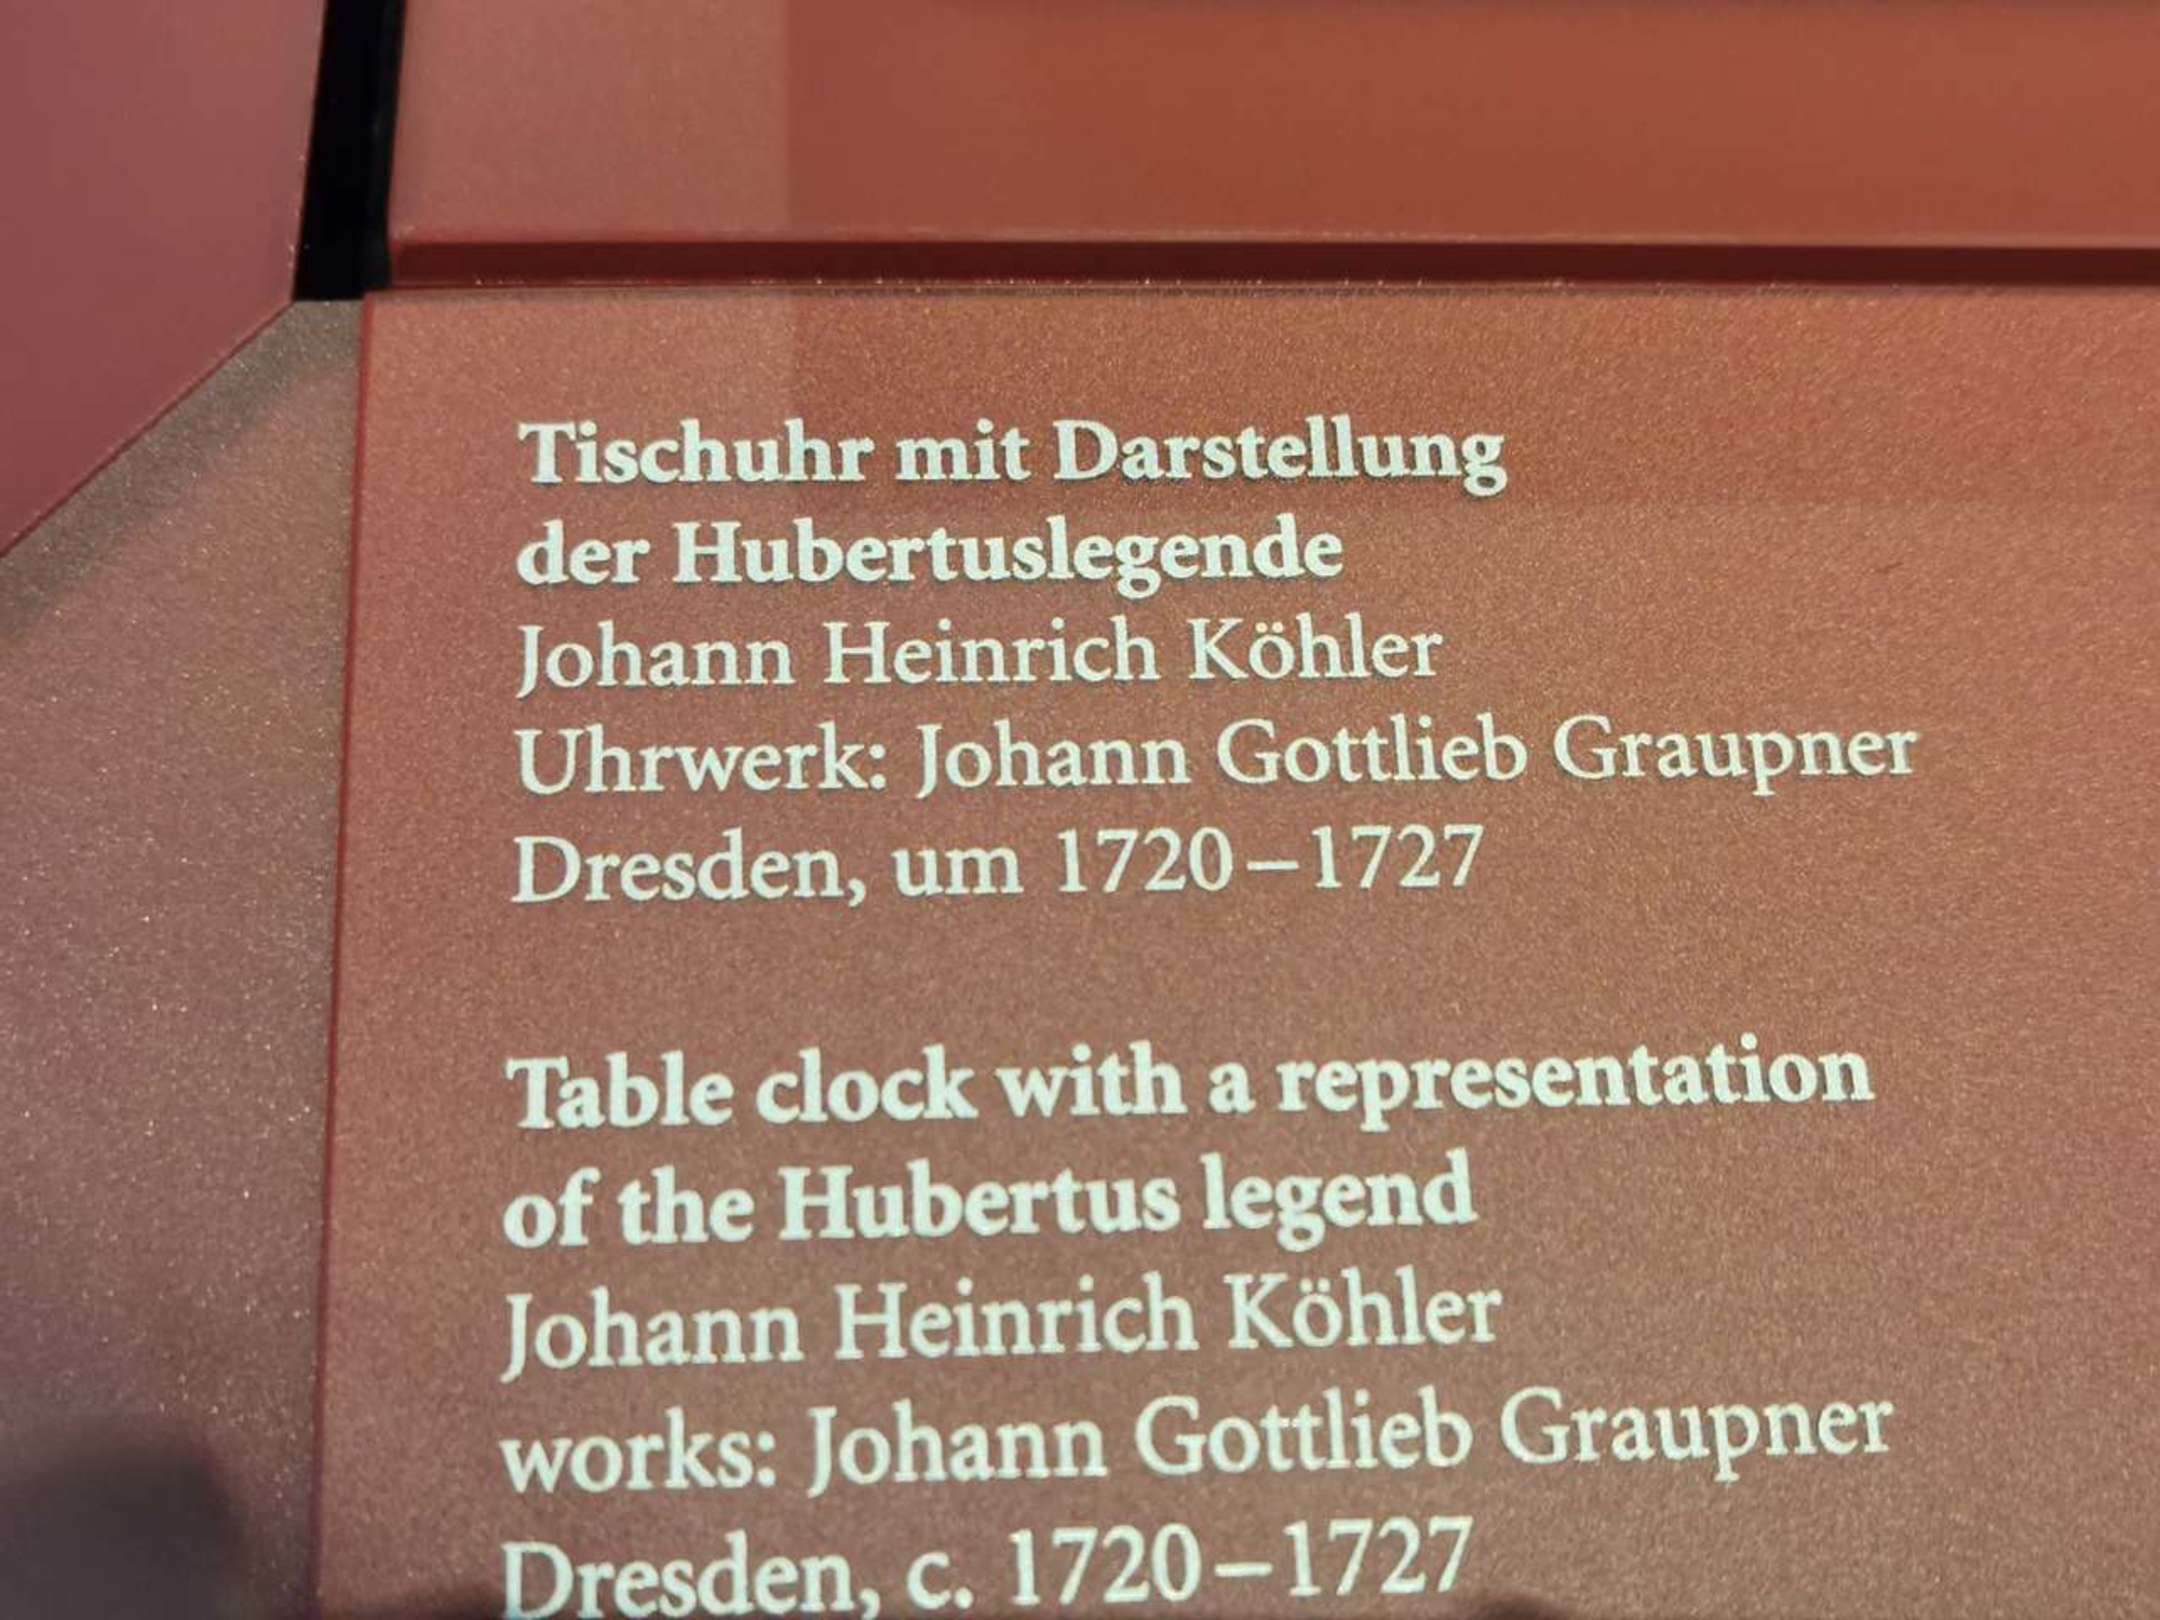 Tischuhr mit Darstellung
der Hubertuslegende
Johann Heinrich Köhler
Uhrwerk: Johann Gottlieb Graupner
Dresden, um 1720–1727
Table clock with a representation
of the Hubertus legend
Johann Heinrich Köhler
works: Johann Gottlieb Graupner
Dresden, c. 1720–1727